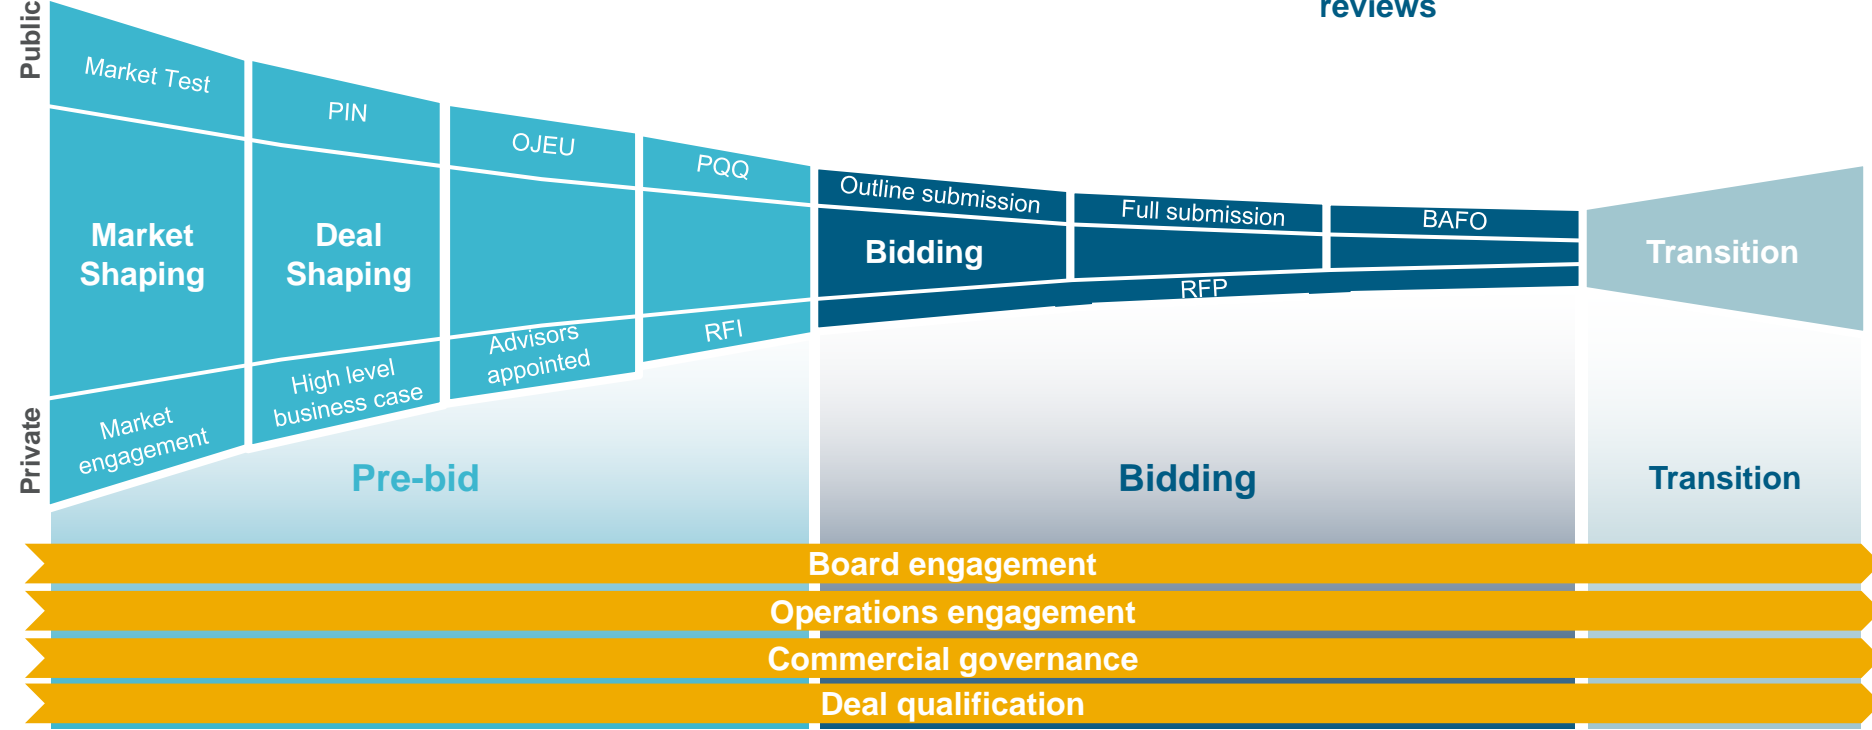 reviews
Public
Market Test
PIN
OJEU
PQQ
Outline submission
Full submission
BAFO
Market
Shaping
Deal
Shaping
Bidding
Transition
RFP
RFI
Advisors
appointed
High level
business case
Market
engagement
Private
Pre-bid
Bidding
Transition
Board engagement
Operations engagement
Commercial governance
Deal qualification